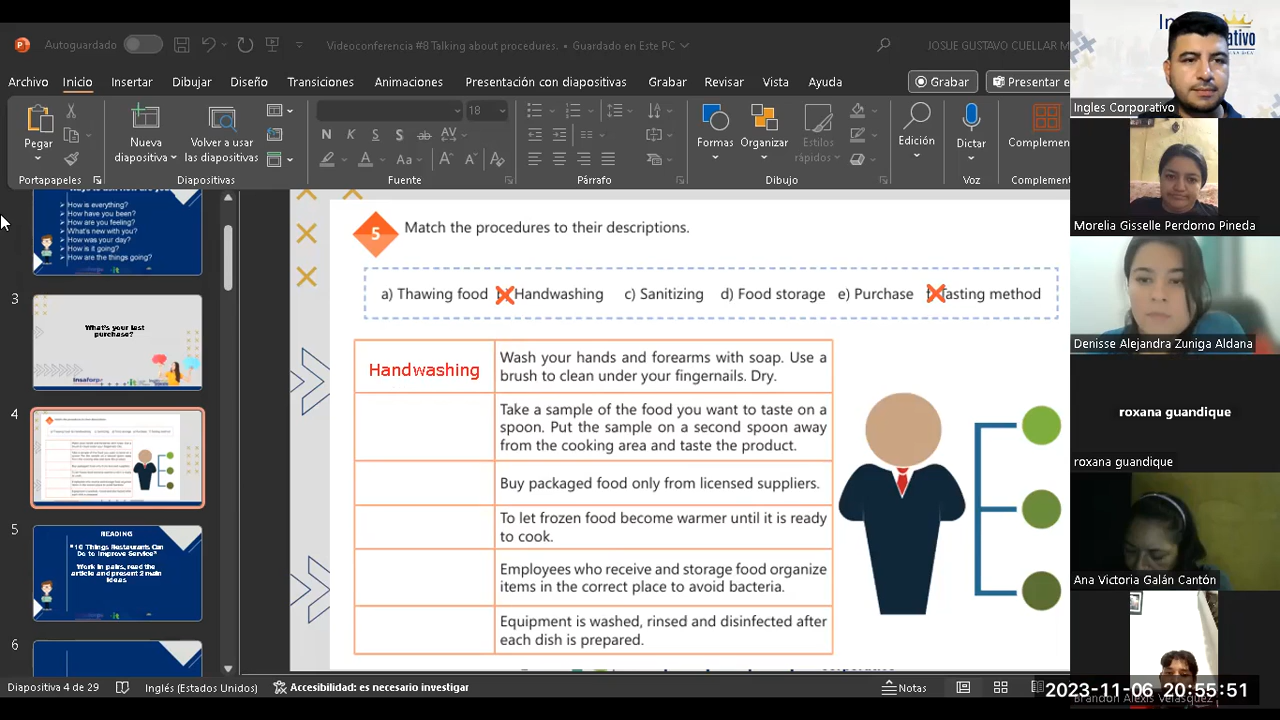 Autoguardado
Videoconferencia #8 Talking about procedures. • Guardado en Este PC
JOSUE GUSTAVO CUELLAR M
Archivo Inicio Insertar Dibujar Diseño Transiciones Animaciones Presentación con diapositivas Grabar Revisar Vista Ayuda
Grabar
Presentar e
18
Pegar
Nueva diapositiva
Volver a usar las diapositivas
N K S S ab AV
Aa
Formas
Organizar
Estilos rápidos
Edición
Dictar
Complemen
Portapapeles
Diapositivas
Fuente
Párrafo
Dibujo
Voz
Complement
How is everything?
How have you been?
How are you feeling?
What's new with you?
How was your day?
How is it going?
How are the things going?
3
What's your last
purchase?
insaforp
4
5
READING
"10 Things Restaurants Can
Do to Improve Service"
Work in pairs, read the
article and present 2 main
ideas
6
5 Match the procedures to their descriptions.
a) Thawing food Handwashing c) Sanitizing d) Food storage e) Purchase Tasting method
Handwashing
Wash your hands and forearms with soap. Use a
brush to clean under your fingernails. Dry.
Take a sample of the food you want to taste on a
spoon. Put the sample on a second spoon away
from the cooking area and taste the product.
Buy packaged food only from licensed suppliers.
To let frozen food become warmer until it is ready
to cook.
Employees who receive and storage food organize
items in the correct place to avoid bacteria.
Equipment is washed, rinsed and disinfected after
each dish is prepared.
Diapositiva 4 de 29
Inglés (Estados Unidos)
Accesibilidad: es necesario investigar
Notas
Ingles Corporativo
Morelia Gisselle Perdomo Pineda
Denisse Alejandra Zuniga Aldana
roxana guandique
roxana guandique
Ana Victoria Galán Cantón
Brandon Alexis Velasquez
2023-11-06 20:55:51